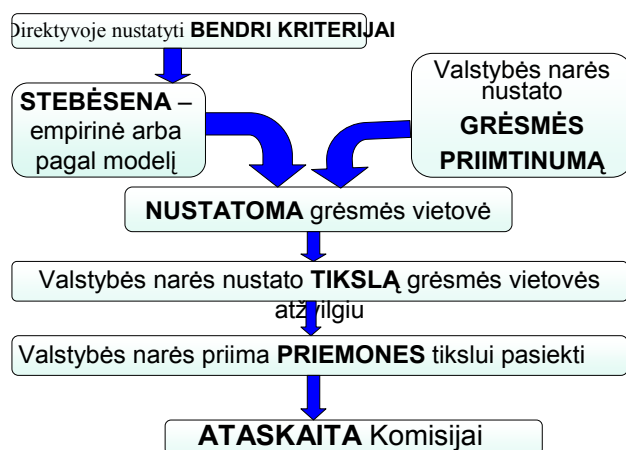 Direktyvoje nustatyti BENDRI KRITERIJAI
STEBĖSENA –
empirinė arba
pagal modelį
Valstybės narės
nustato
GRĖSMĖS
PRIIMTINUMĄ
NUSTATOMA grėsmės vietovė
Valstybės narės nustato TIKSLĄ grėsmės vietovės
atžvilgiu
Valstybės narės priima PRIEMONES tikslui pasiekti
ATASKAITA Komisijai